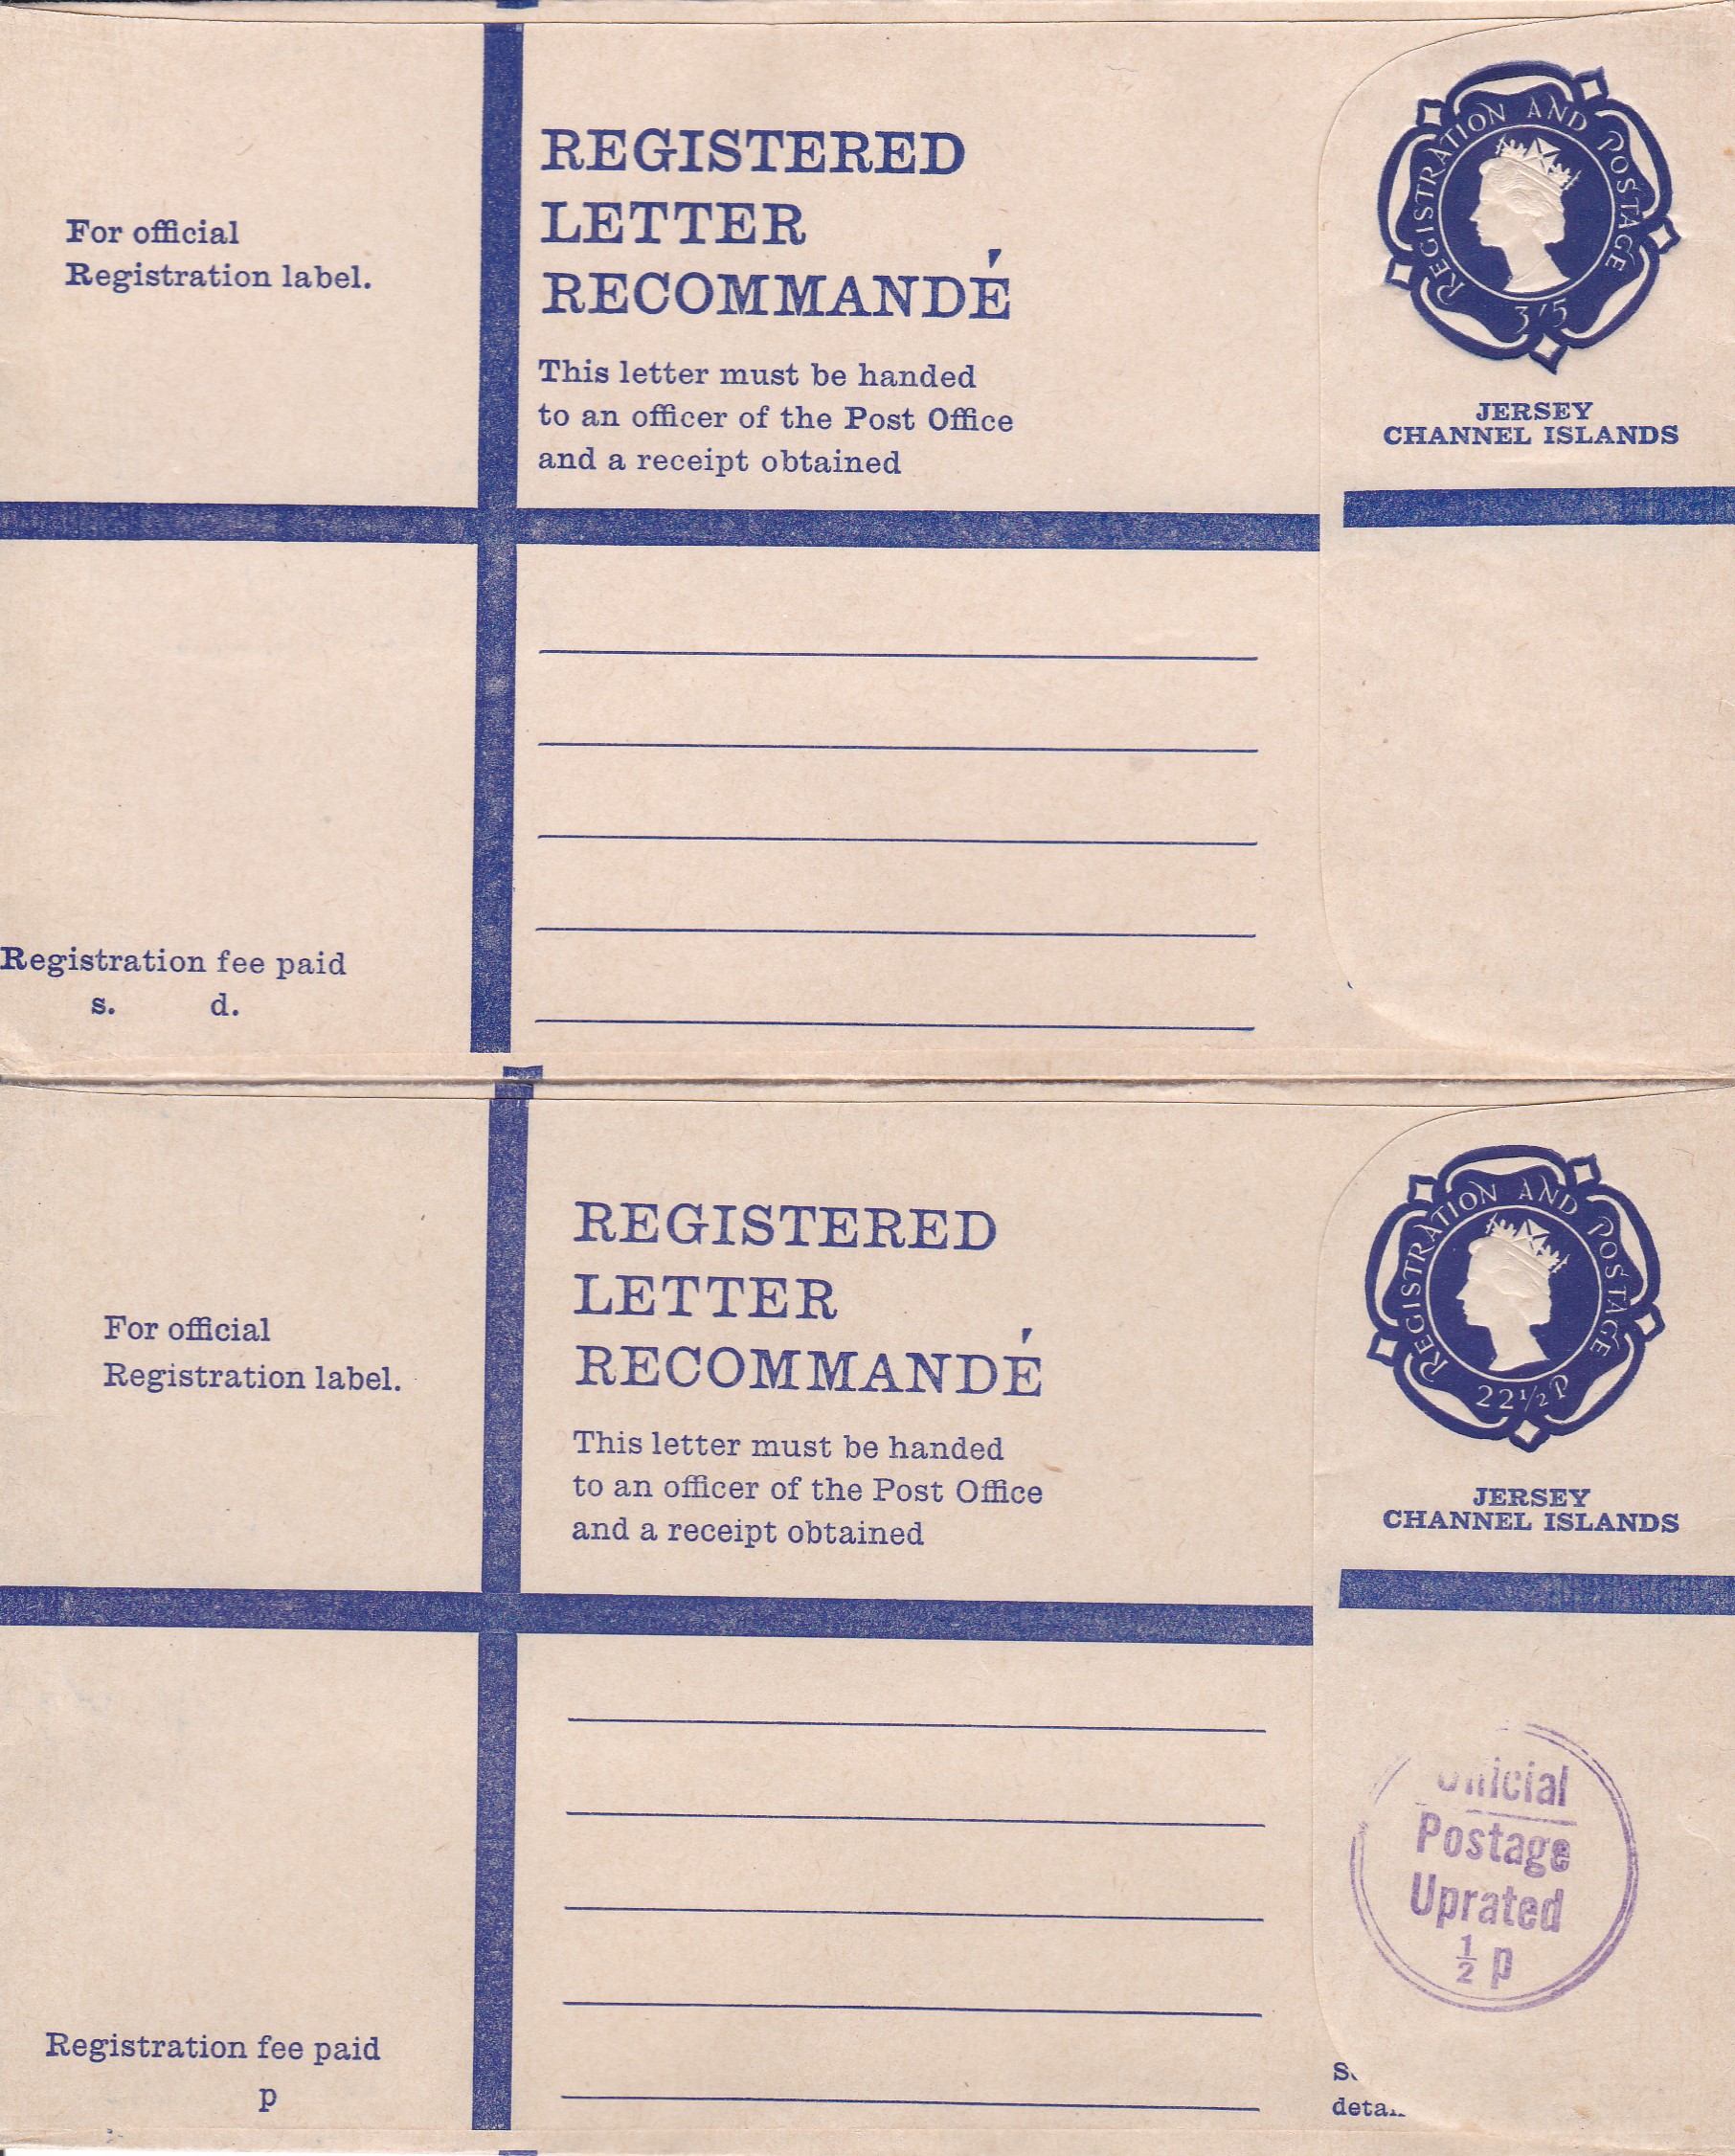 For official
Registration label.
REGISTERED
LETTER
RECOMMANDÉ
This letter must be handed
to an officer of the Post Office
and a receipt obtained
REGISTRATION AND POSTAGE
3/5
JERSEY
CHANNEL ISLANDS
Registration fee paid
s. d.
For official
Registration label.
REGISTERED
LETTER
RECOMMANDÉ
This letter must be handed
to an officer of the Post Office
and a receipt obtained
REGISTRATION AND POSTAGE
22½P
JERSEY
CHANNEL ISLANDS
Official
Postage
Uprated
½ p
Registration fee paid
p